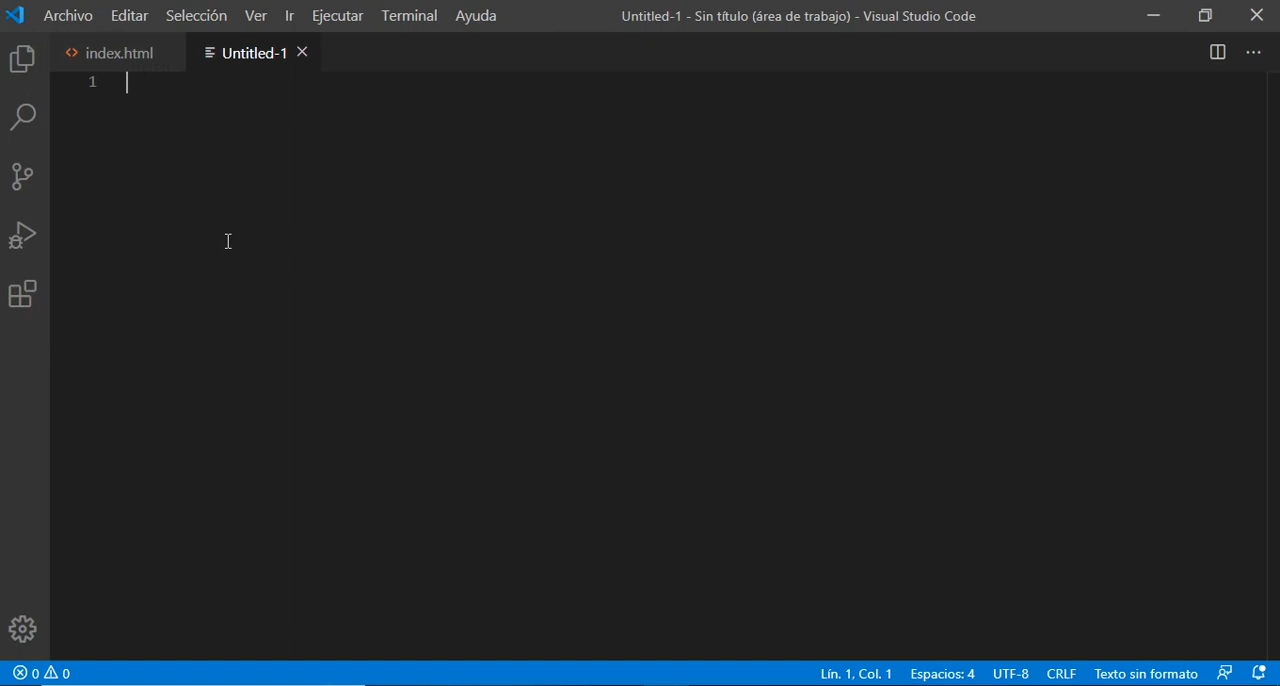 Archivo Editar Selección Ver Ir Ejecutar Terminal Ayuda Untitled-1 - Sin título (área de trabajo) - Visual Studio Code
index.html Untitled-1
1
0 0 Lín. 1, Col. 1 Espacios: 4 UTF-8 CRLF Texto sin formato